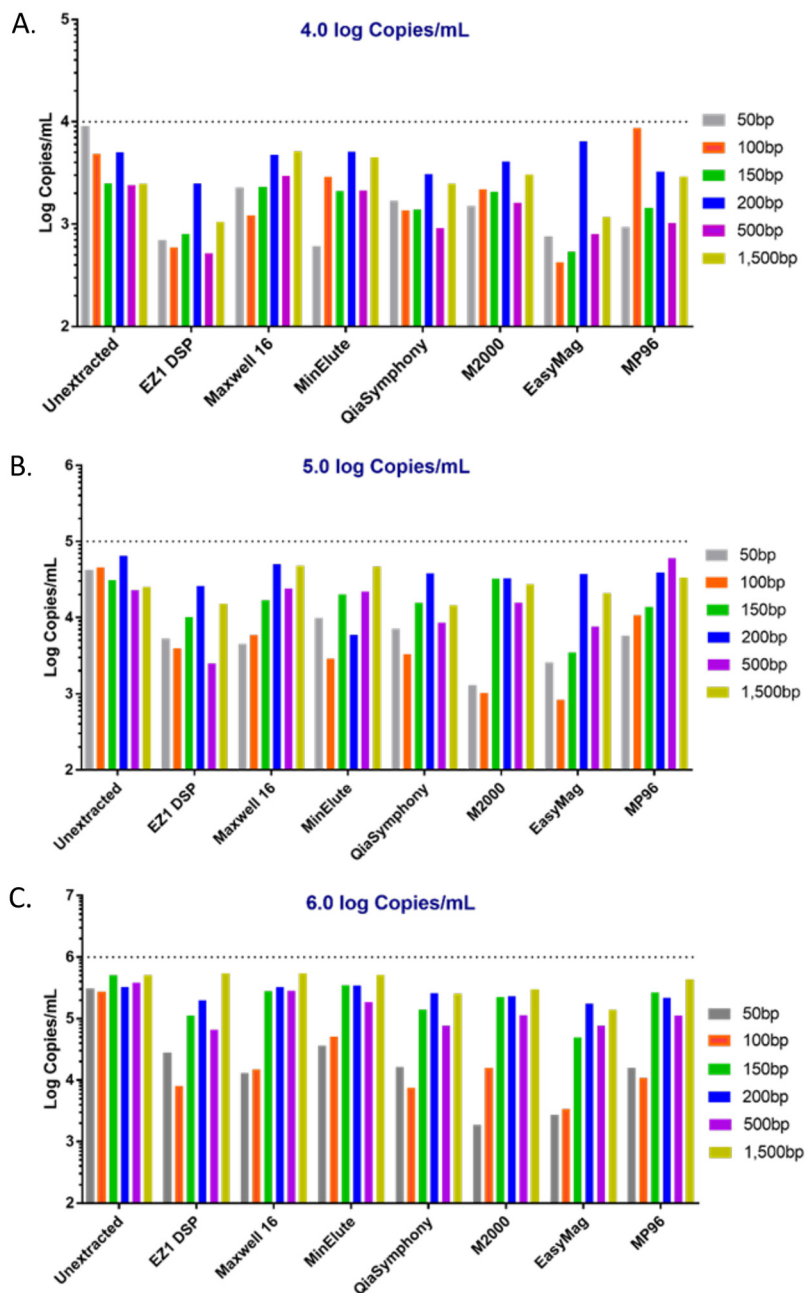 A.
4.0 log Copies/mL
Log Copies/mL
5
4
3
2
50bp
100bp
150bp
200bp
500bp
1,500bp
Unextracted
EZ1 DSP
Maxwell 16
MinElute
QiaSymphony
M2000
EasyMag
MP96
B.
5.0 log Copies/mL
Log Copies/mL
6
5
4
3
2
50bp
100bp
150bp
200bp
500bp
1,500bp
Unextracted
EZ1 DSP
Maxwell 16
MinElute
QiaSymphony
M2000
EasyMag
MP96
C.
6.0 log Copies/mL
Log Copies/mL
7
6
5
4
3
2
50bp
100bp
150bp
200bp
500bp
1,500bp
Unextracted
EZ1 DSP
Maxwell 16
MinElute
QiaSymphony
M2000
EasyMag
MP96